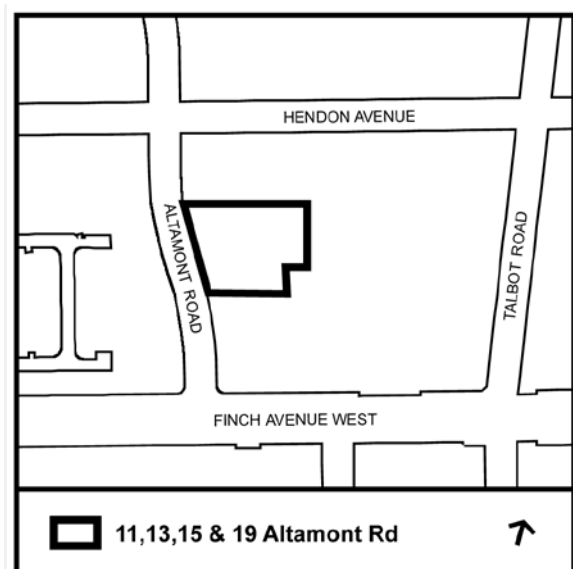 HENDON AVENUE
ALTAMONT ROAD
TALBOT ROAD
FINCH AVENUE WEST
11,13,15 & 19 Altamont Rd